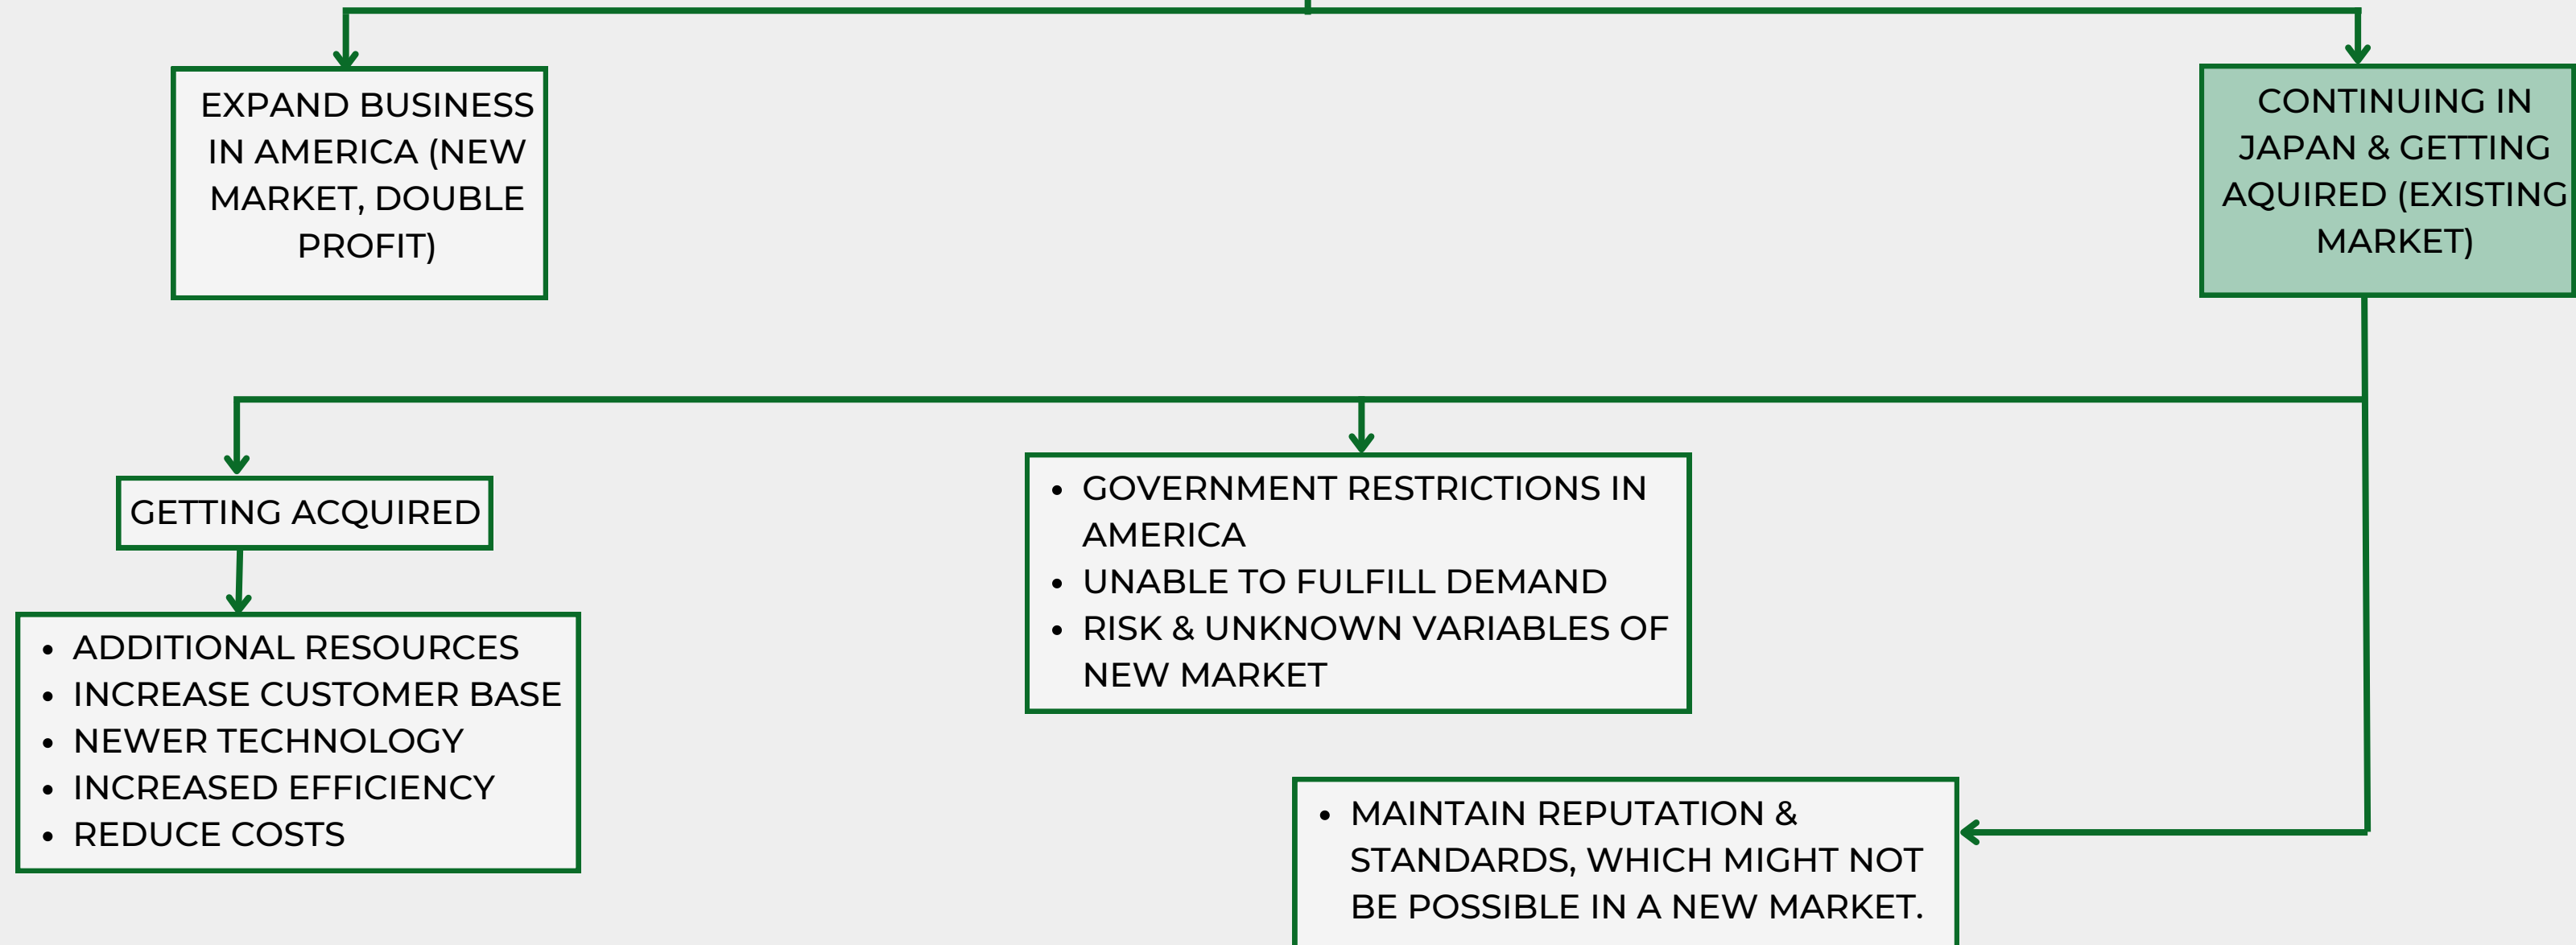 EXPAND BUSINESS
IN AMERICA (NEW
MARKET, DOUBLE
PROFIT)
CONTINUING IN
JAPAN & GETTING
AQUIRED (EXISTING
MARKET)
GETTING ACQUIRED
• ADDITIONAL RESOURCES
• INCREASE CUSTOMER BASE
• NEWER TECHNOLOGY
• INCREASED EFFICIENCY
• REDUCE COSTS
• GOVERNMENT RESTRICTIONS IN
AMERICA
• UNABLE TO FULFILL DEMAND
• RISK & UNKNOWN VARIABLES OF
NEW MARKET
• MAINTAIN REPUTATION &
STANDARDS, WHICH MIGHT NOT
BE POSSIBLE IN A NEW MARKET.